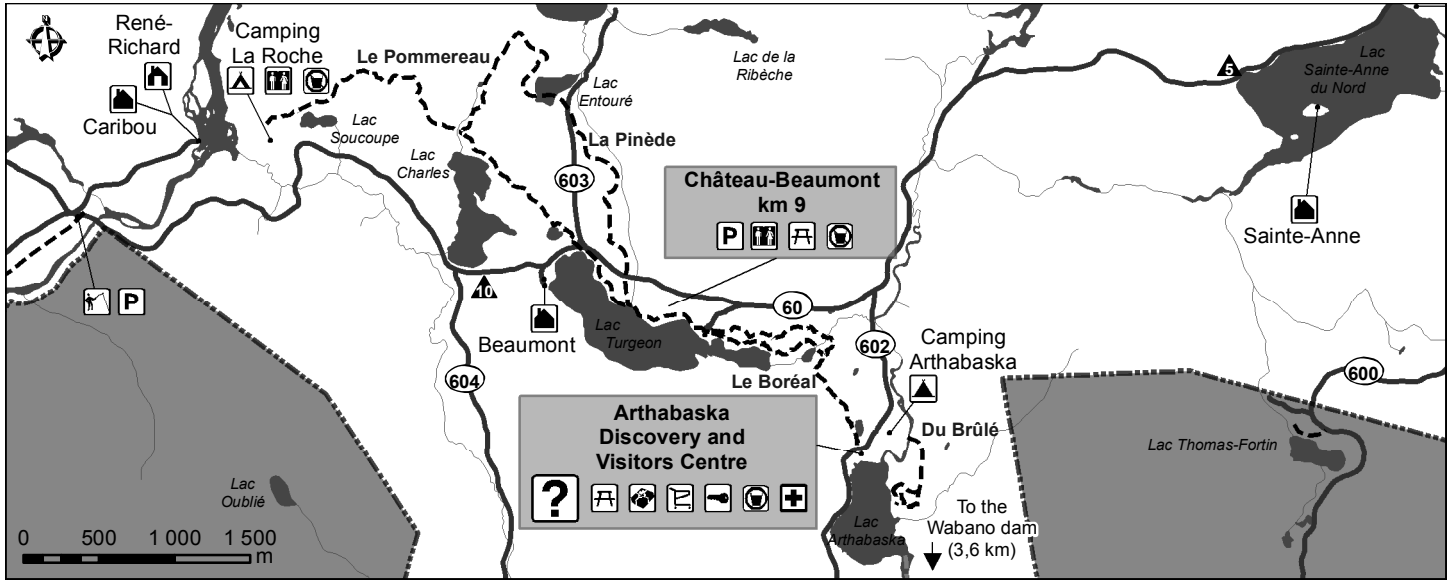 René-
Richard
Caribou
Camping
La Roche
Le Pommereau
Lac
Soucoupe
Lac
Charles
Lac
Entouré
La Pinède
603
Lac de la
Ribèche
5
Lac
Sainte-Anne
du Nord
Sainte-Anne
Château-Beaumont
km 9
P
P
10
Beaumont
Lac
Turgeon
60
602
604
Le Boréal
Camping
Arthabaska
600
Arthabaska
Discovery and
Visitors Centre
?
Du Brûlé
Lac Thomas-Fortin
Lac
Oublié
Lac
Arthabaska
To the
Wabano dam
(3,6 km)
0 500 1 000 1 500
m